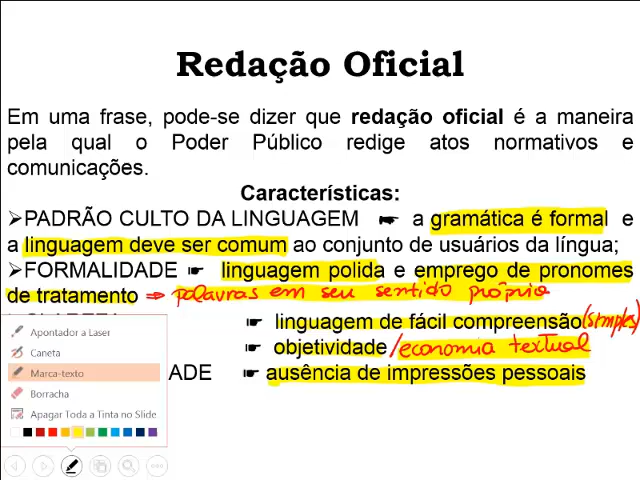 Redação Oficial
Em uma frase, pode-se dizer que redação oficial é a maneira
pela qual o Poder Público redige atos normativos e
comunicações.
Características:
➢PADRÃO CULTO DA LINGUAGEM ☛ a gramática é formal e
a linguagem deve ser comum ao conjunto de usuários da língua;
➢FORMALIDADE ☛ linguagem polida e emprego de pronomes
de tratamento ⇒ palavras em seu sentido próprio
☛ linguagem de fácil compreensão (simples)
☛ objetividade /economia textual
ADE ☛ ausência de impressões pessoais
Apontador a Laser
Caneta
Marca-texto
Borracha
Apagar Toda a Tinta no Slide